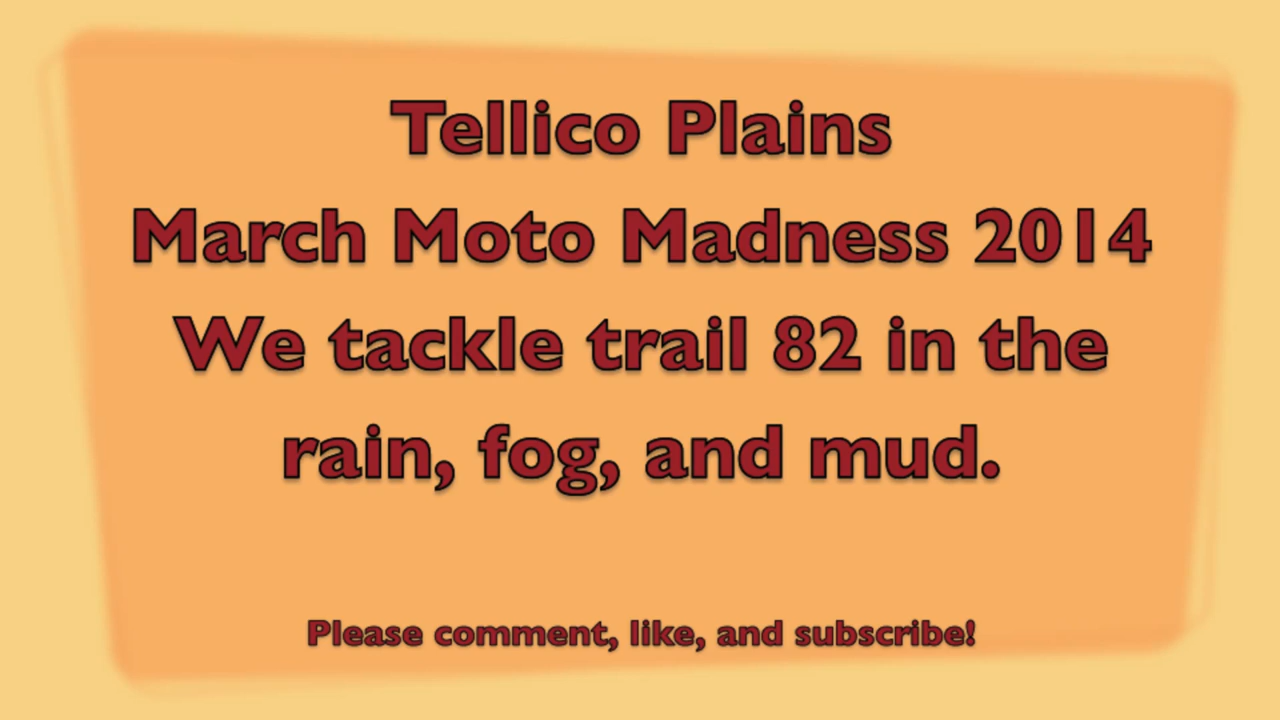 Tellico Plains
March Moto Madness 2014
We tackle trail 82 in the
rain, fog, and mud.
Please comment, like, and subscribe!